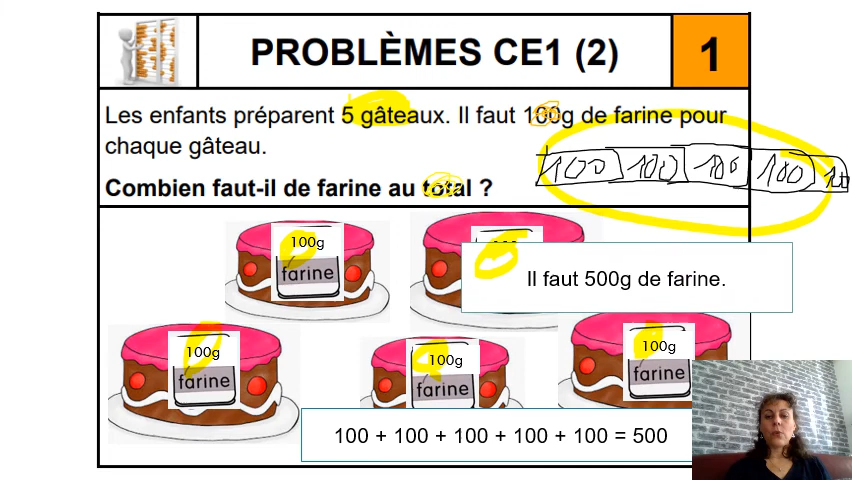 PROBLÈMES CE1 (2)
1
Les enfants préparent 5 gâteaux. Il faut 100g de farine pour
chaque gâteau.
100 100 100 100 100
Combien faut-il de farine au total ?
100g
farine
Il faut 500g de farine.
100g
farine
100g
farine
100g
farine
100 + 100 + 100 + 100 + 100 = 500